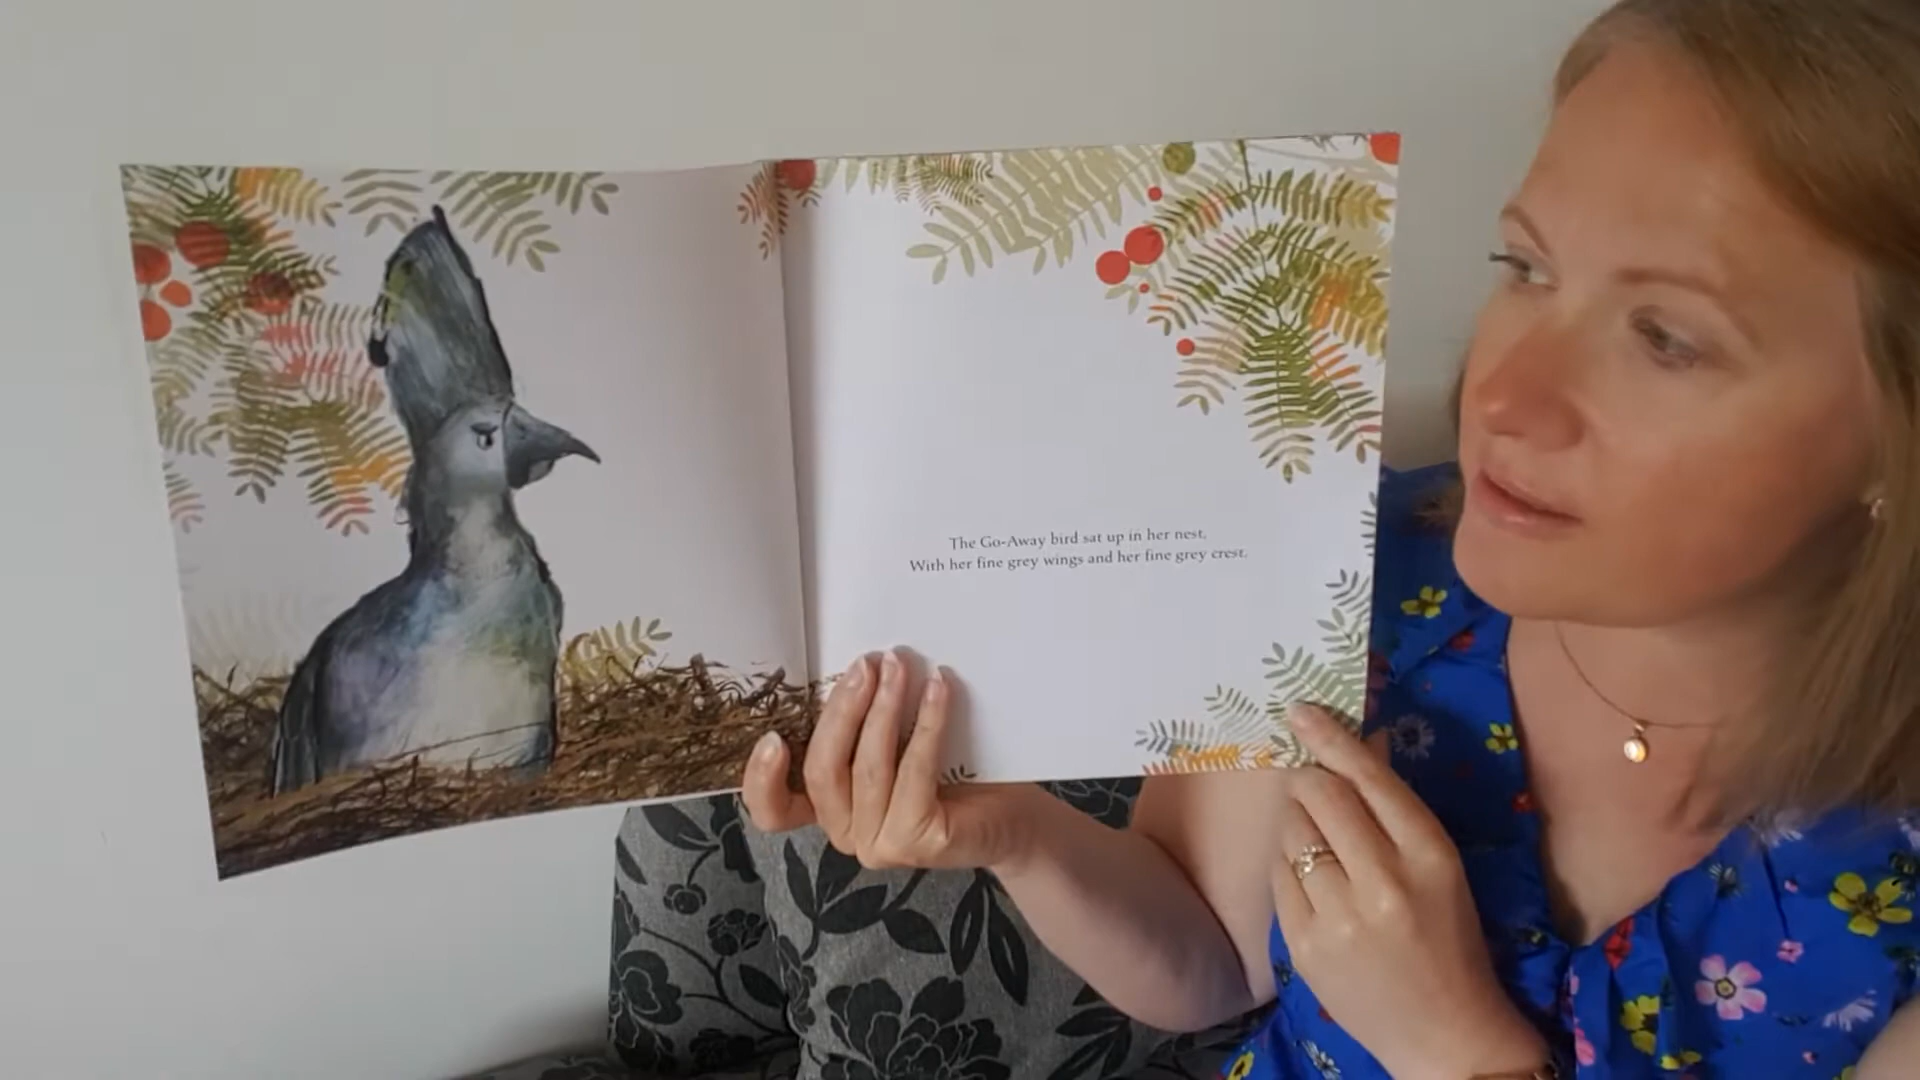 The Go-Away bird sat up in her nest,
With her fine grey wings and her fine grey crest.